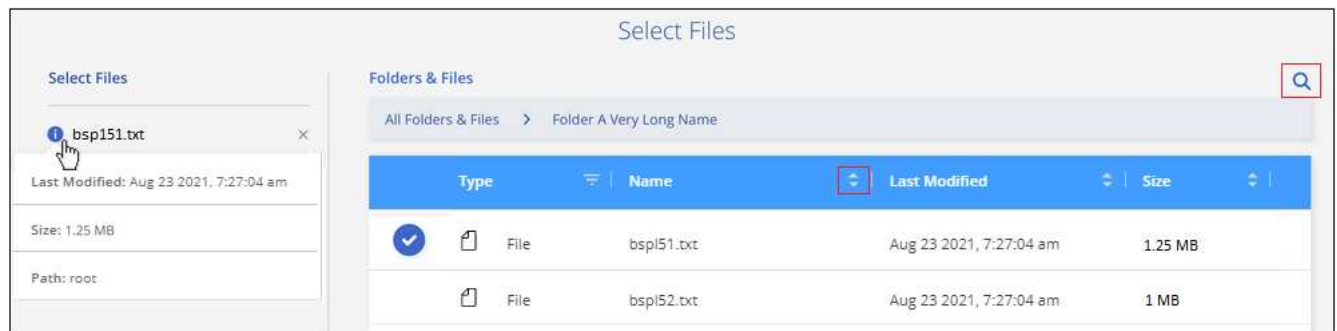 Select Files
Select Files
bsp151.txt
Last Modified: Aug 23 2021, 7:27:04 am
Size: 1.25 MB
Path: root
Folders & Files
All Folders & Files > Folder A Very Long Name
Type Name Last Modified Size
File bspl51.txt Aug 23 2021, 7:27:04 am 1.25 MB
File bspl52.txt Aug 23 2021, 7:27:04 am 1 MB